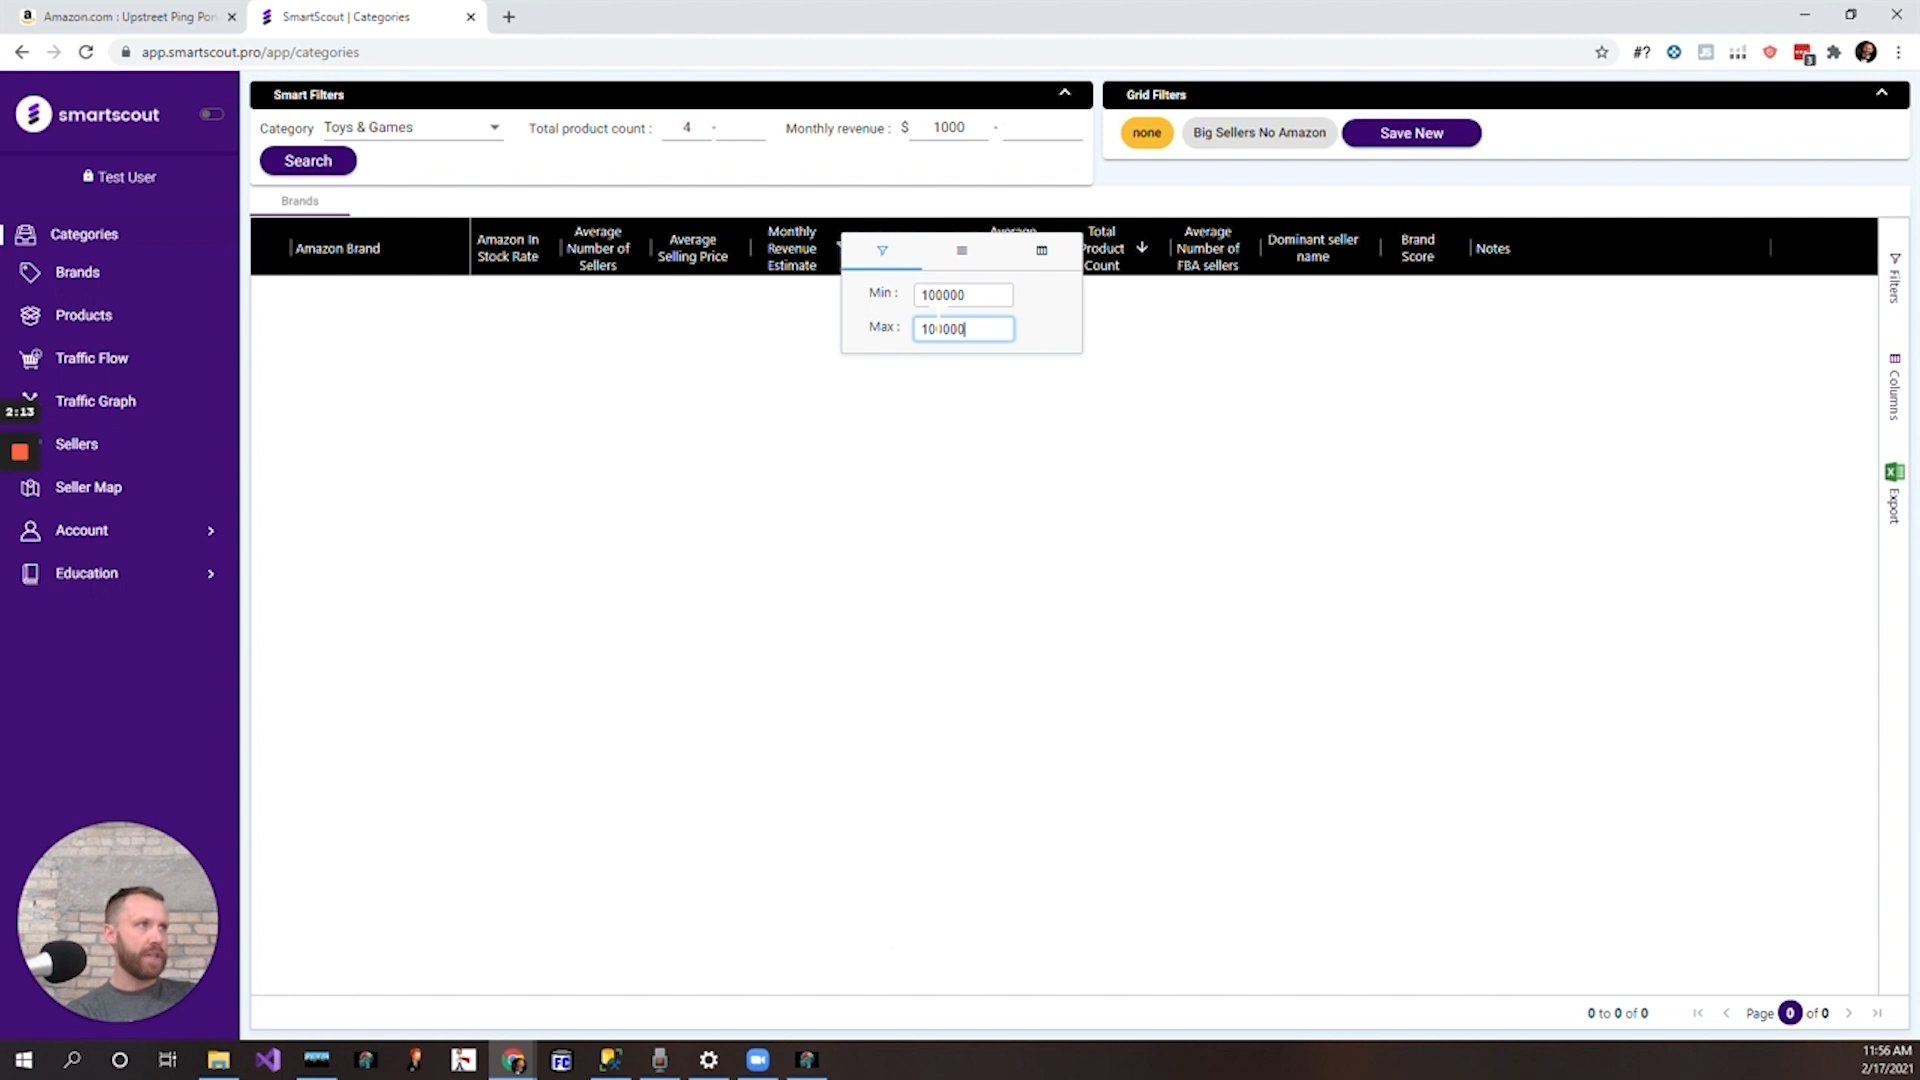 Amazon.com : Upstreet Ping Pon
SmartScout | Categories
app.smartscout.pro/app/categories
#?
3
smartscout
Test User
Categories
Brands
Products
Traffic Flow
Traffic Graph
2:13
Sellers
Seller Map
Account
Education
Smart Filters
Category Toys & Games
Total product count : 4 -
Monthly revenue : $ 1000 -
Search
Grid Filters
none
Big Sellers No Amazon
Save New
Brands
Amazon Brand
Amazon In Stock Rate
Average Number of Sellers
Average Selling Price
Monthly Revenue Estimate
Average
Total Product Count
Average Number of FBA sellers
Dominant seller name
Brand Score
Notes
Min : 100000
Max : 100000
Filters
Columns
Export
0 to 0 of 0
Page 0 of 0
FC
11:56 AM
2/17/2021